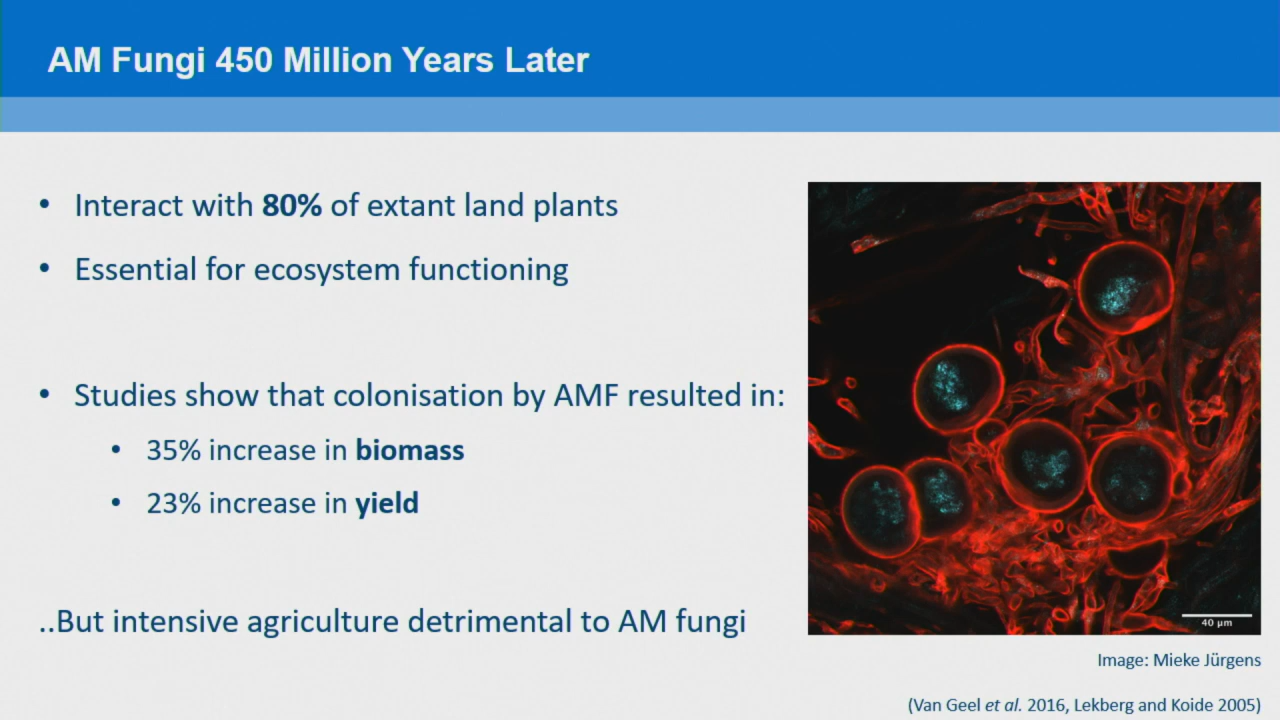 AM Fungi 450 Million Years Later
• Interact with 80% of extant land plants
• Essential for ecosystem functioning
• Studies show that colonisation by AMF resulted in:
• 35% increase in biomass
• 23% increase in yield
..But intensive agriculture detrimental to AM fungi
40 µm
Image: Mieke Jürgens
(Van Geel et al. 2016, Lekberg and Koide 2005)